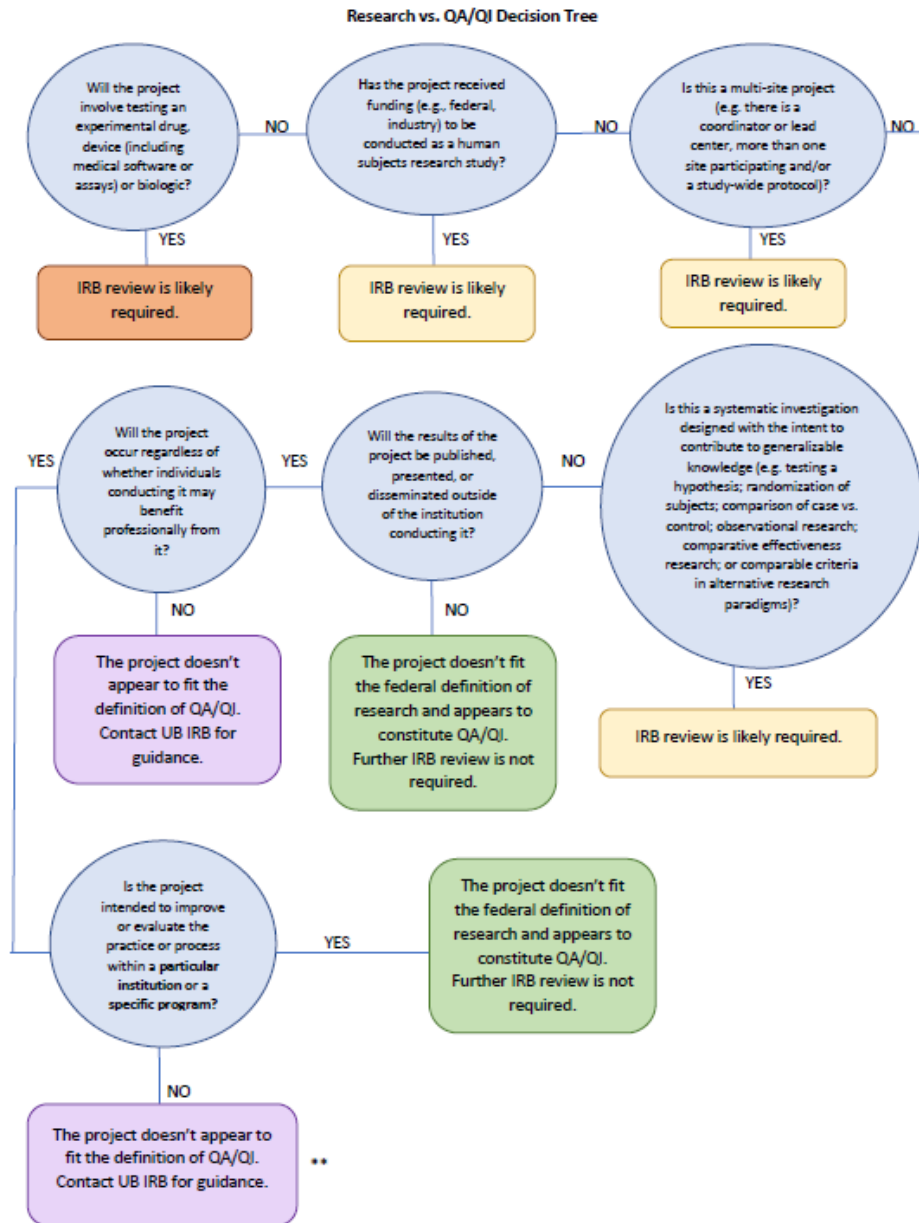 Research vs. QA/QI Decision Tree
Will the project
involve testing an
experimental drug,
device (including
medical software or
assays) or biologic?
NO
Has the project received
funding (e.g., federal,
industry) to be
conducted as a human
subjects research study?
NO
Is this a multi-site project
(e.g. there is a
coordinator or lead
center, more than one
site participating and/or
a study-wide protocol)?
NO
YES
YES
YES
IRB review is likely
required.
IRB review is likely
required.
IRB review is likely
required.
YES
Will the project
occur regardless of
whether individuals
conducting it may
benefit
professionally from
it?
YES
Will the results of the
project be published,
presented, or
disseminated outside
of the institution
conducting it?
NO
Is this a systematic investigation
designed with the intent to
contribute to generalizable
knowledge (e.g. testing a
hypothesis; randomization of
subjects; comparison of case vs.
control; observational research;
comparative effectiveness
research; or comparable criteria
in alternative research
paradigms)?
NO
NO
YES
The project doesn't
appear to fit the
definition of QA/QI.
Contact UB IRB for
guidance.
The project doesn't fit
the federal definition of
research and appears to
constitute QA/QI.
Further IRB review is not
required.
IRB review is likely required.
Is the project
intended to improve
or evaluate the
practice or process
within a particular
institution or a
specific program?
YES
The project doesn't fit
the federal definition of
research and appears to
constitute QA/QI.
Further IRB review is not
required.
NO
The project doesn't appear to
fit the definition of QA/QI.
Contact UB IRB for guidance.
**